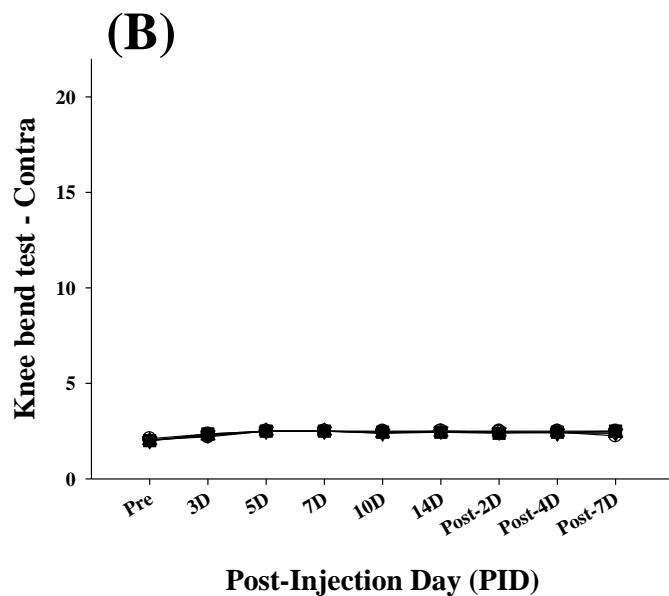 (B)
Knee bend test - Contra
20
15
10
5
0
Pre 3D 5D 7D 10D 14D Post-2D Post-4D Post-7D
Post-Injection Day (PID)